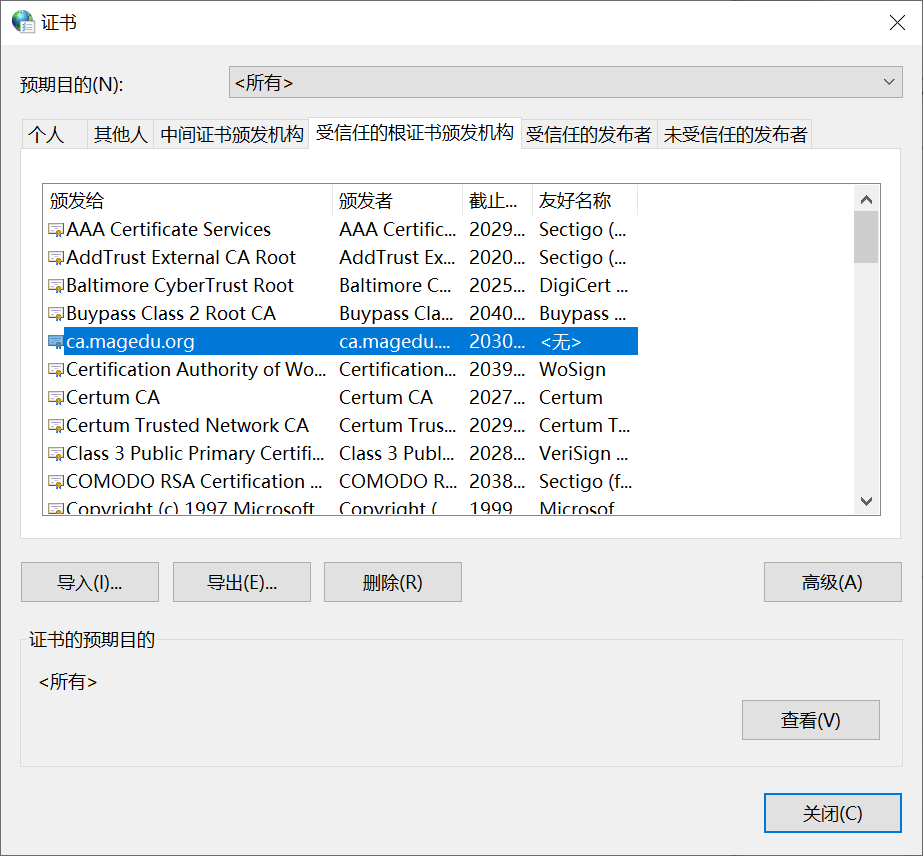 证书
预期目的(N):
<所有>
个人 其他人 中间证书颁发机构 受信任的根证书颁发机构 受信任的发布者 未受信任的发布者
颁发给 颁发者 截止... 友好名称
AAA Certificate Services AAA Certific... 2029... Sectigo (...
AddTrust External CA Root AddTrust Ex... 2020... Sectigo (...
Baltimore CyberTrust Root Baltimore C... 2025... DigiCert ...
Buypass Class 2 Root CA Buypass Cla... 2040... Buypass ...
ca.magedu.org ca.magedu.... 2030... <无>
Certification Authority of Wo... Certification... 2039... WoSign
Certum CA Certum CA 2027... Certum
Certum Trusted Network CA Certum Trus... 2029... Certum T...
Class 3 Public Primary Certifi... Class 3 Publ... 2028... VeriSign ...
COMODO RSA Certification ... COMODO R... 2038... Sectigo (f...
Copyright (c) 1997 Microsoft Copyright ( 1999 Microsof
导入(I)... 导出(E)... 删除(R) 高级(A)
证书的预期目的
<所有>
查看(V)
关闭(C)